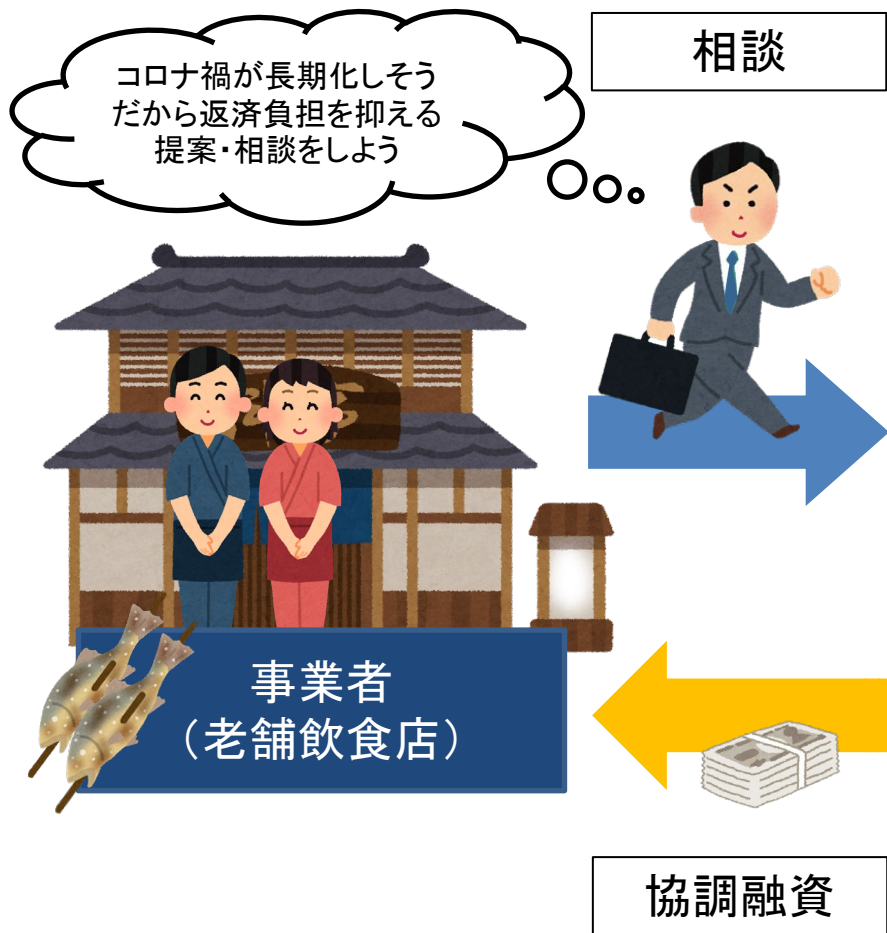 相談
コロナ禍が長期化しそう
だから返済負担を抑える
提案・相談をしよう
事業者
（老舗飲食店）
協調融資